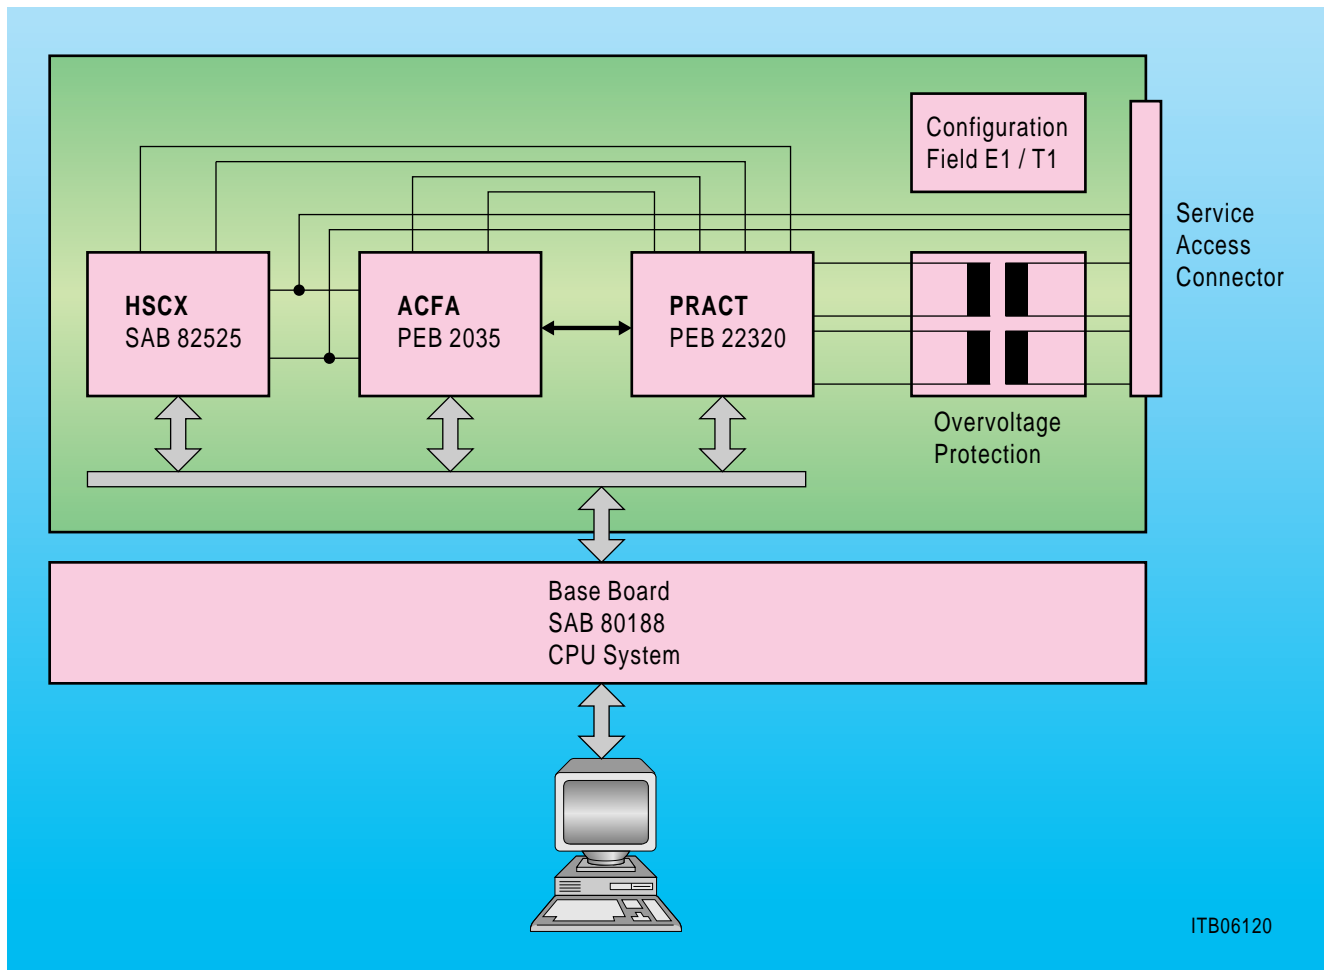 Configuration
Field E1 / T1
Service
Access
Connector
HSCX
SAB 82525
ACFA
PEB 2035
PRACT
PEB 22320
Overvoltage
Protection
Base Board
SAB 80188
CPU System
ITB06120